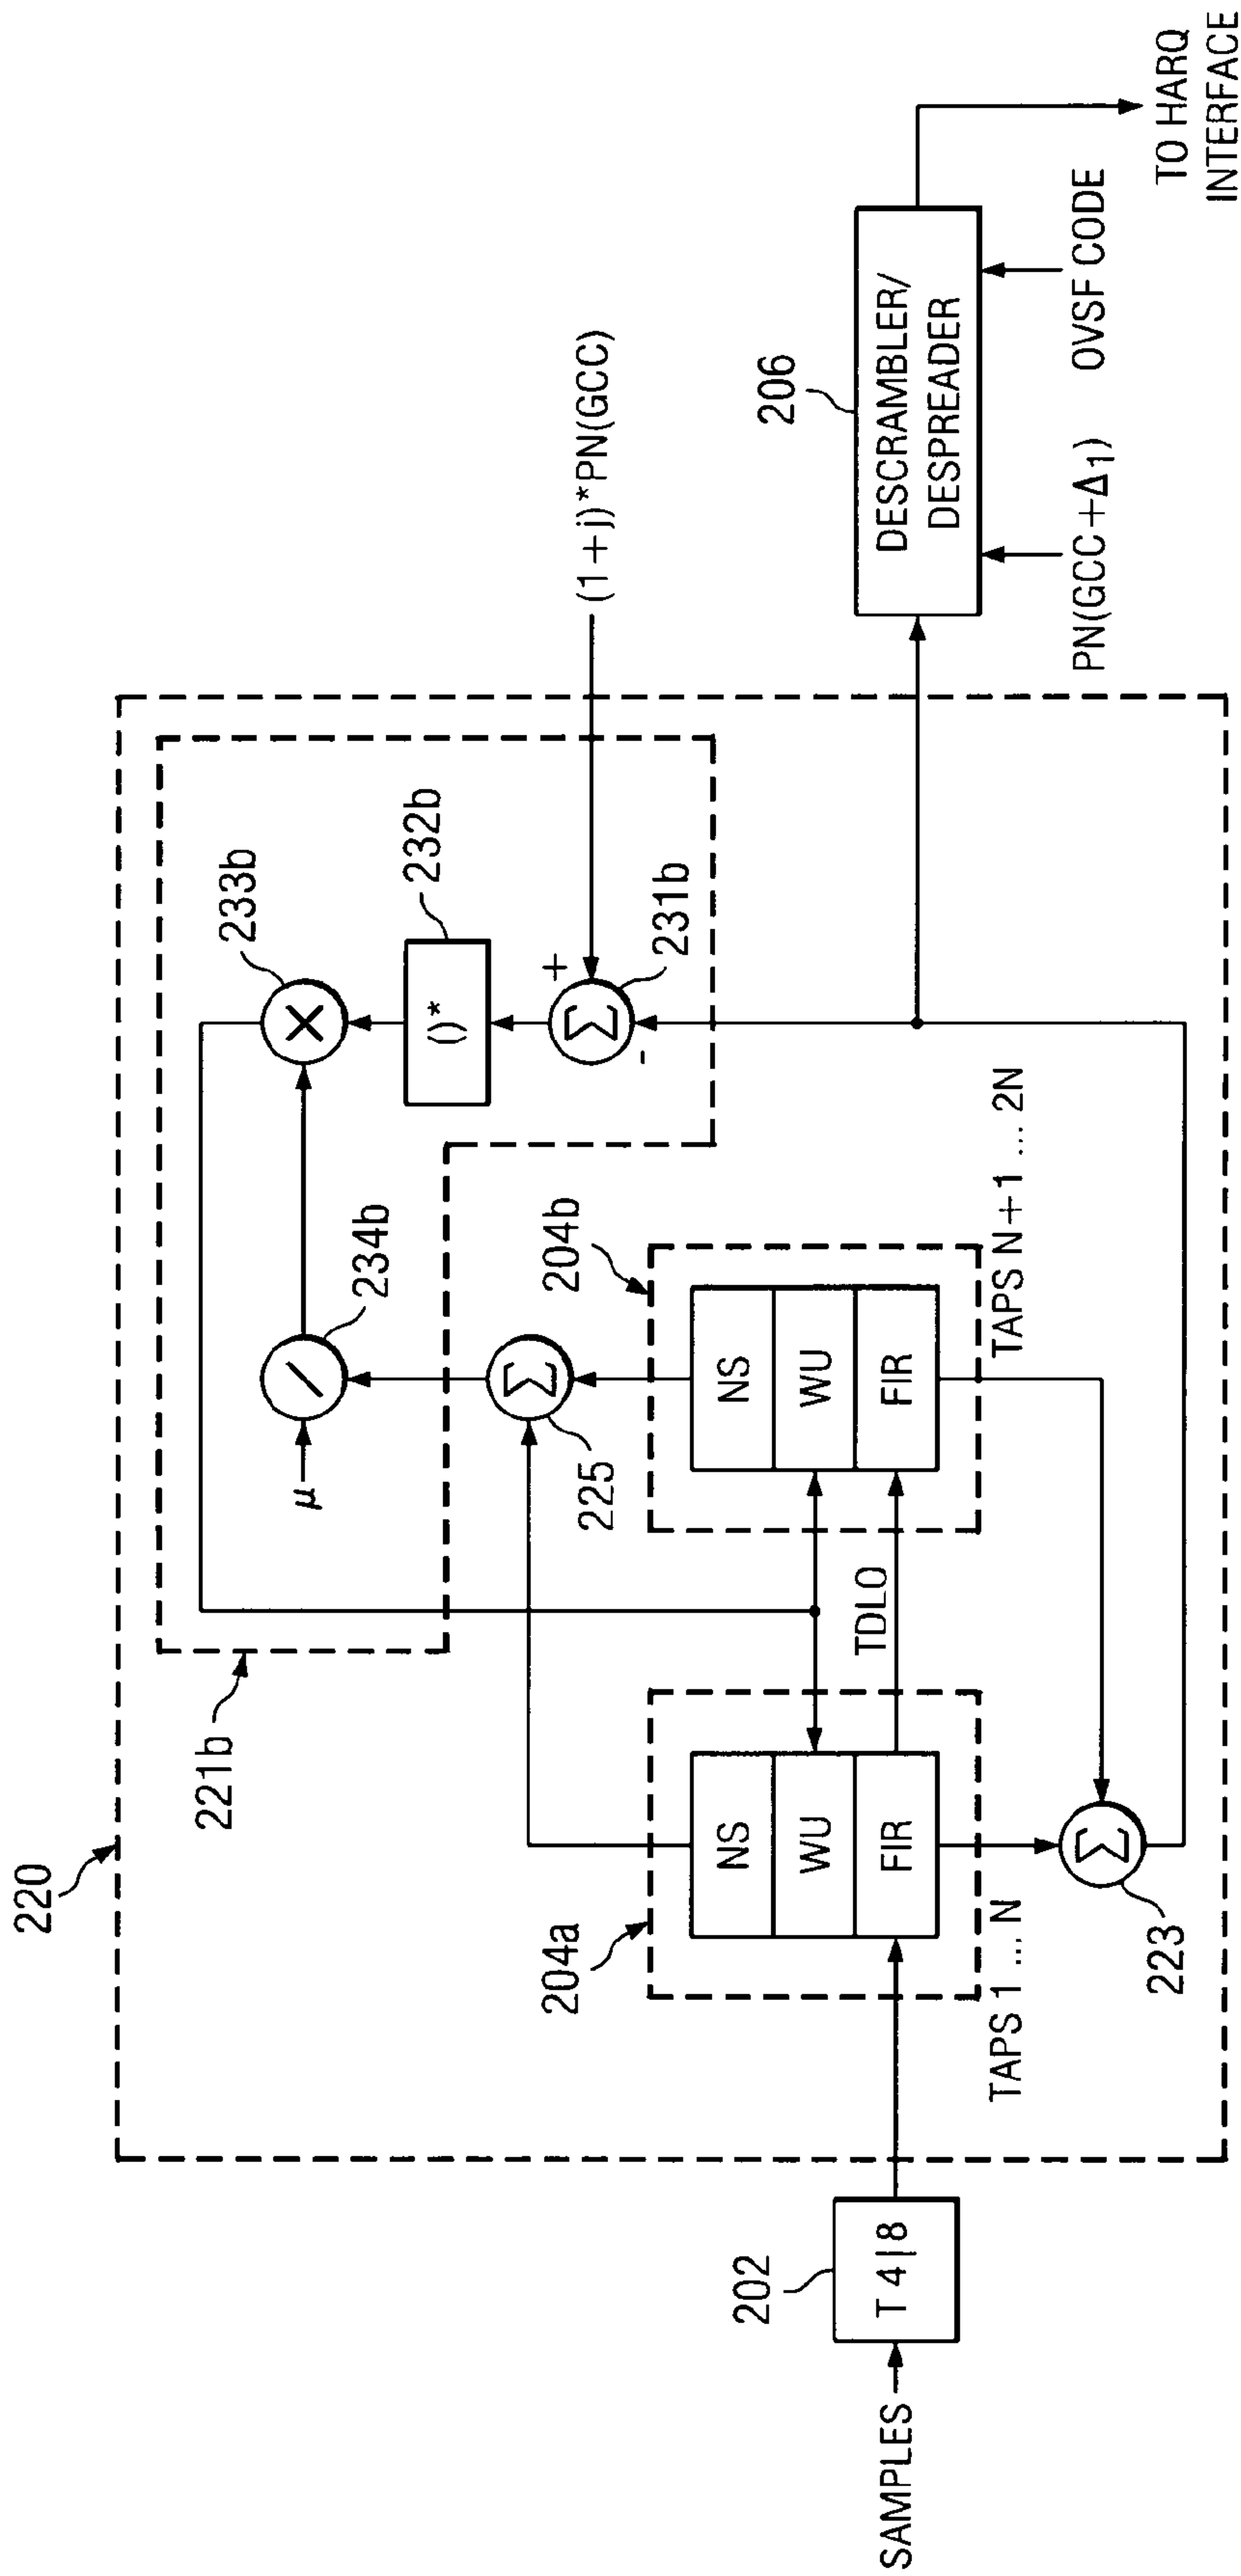 220
221b
233b
μ
234b
232b
(1+j)*PN(GCC)
()*
+
Σ
-
231b
225
Σ
204a
204b
NS
WU
FIR
NS
WU
FIR
TDLO
TAPS 1 ... N
TAPS N+1 ... 2N
223
Σ
SAMPLES
202
T 4|8
206
DESCRAMBLER/
DESPREADER
PN(GCC+Δ1)
OVSF CODE
TO HARQ
INTERFACE